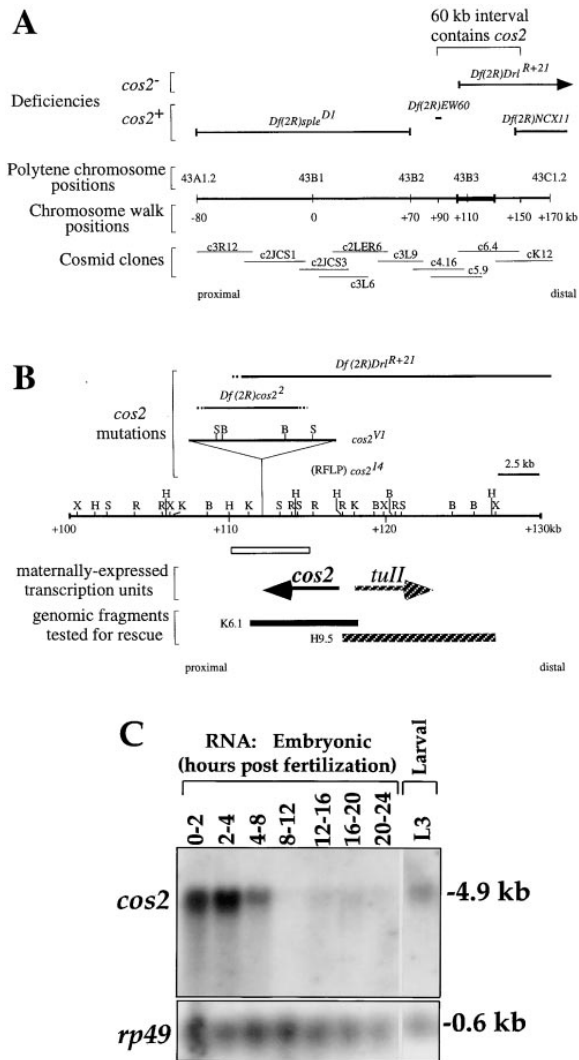 A
60 kb interval
contains cos2
cos2-
Df(2R)Drl R+21
Deficiencies
cos2+
Df(2R)EW60
Df(2R)sple D1
Df(2R)NCX11
Polytene chromosome
positions
43A1.2 43B1 43B2 43B3 43C1.2
Chromosome walk
positions
-80 0 +70 +90 +110 +150 +170 kb
Cosmid clones
c3R12 c2LER6 c6.4
c2JCS1 c3L9 cK12
c2JCS3 c4.16
c3L6 c5.9
proximal distal
B
Df(2R)Drl R+21
Df(2R)cos2 2
cos2
mutations
S B B S
cos2 V1
(RFLP) cos2 14
2.5 kb
H H H B H
X H S R R X K B H K S R S R R K B X R S B B X
+100 +110 +120 +130kb
maternally-expressed
transcription units
cos2 tuII
genomic fragments
tested for rescue
K6.1
H9.5
proximal distal
C
RNA: Embryonic
(hours post fertilization)
Larval
0-2 2-4 4-8 8-12 12-16 16-20 20-24 L3
cos2 -4.9 kb
rp49 -0.6 kb